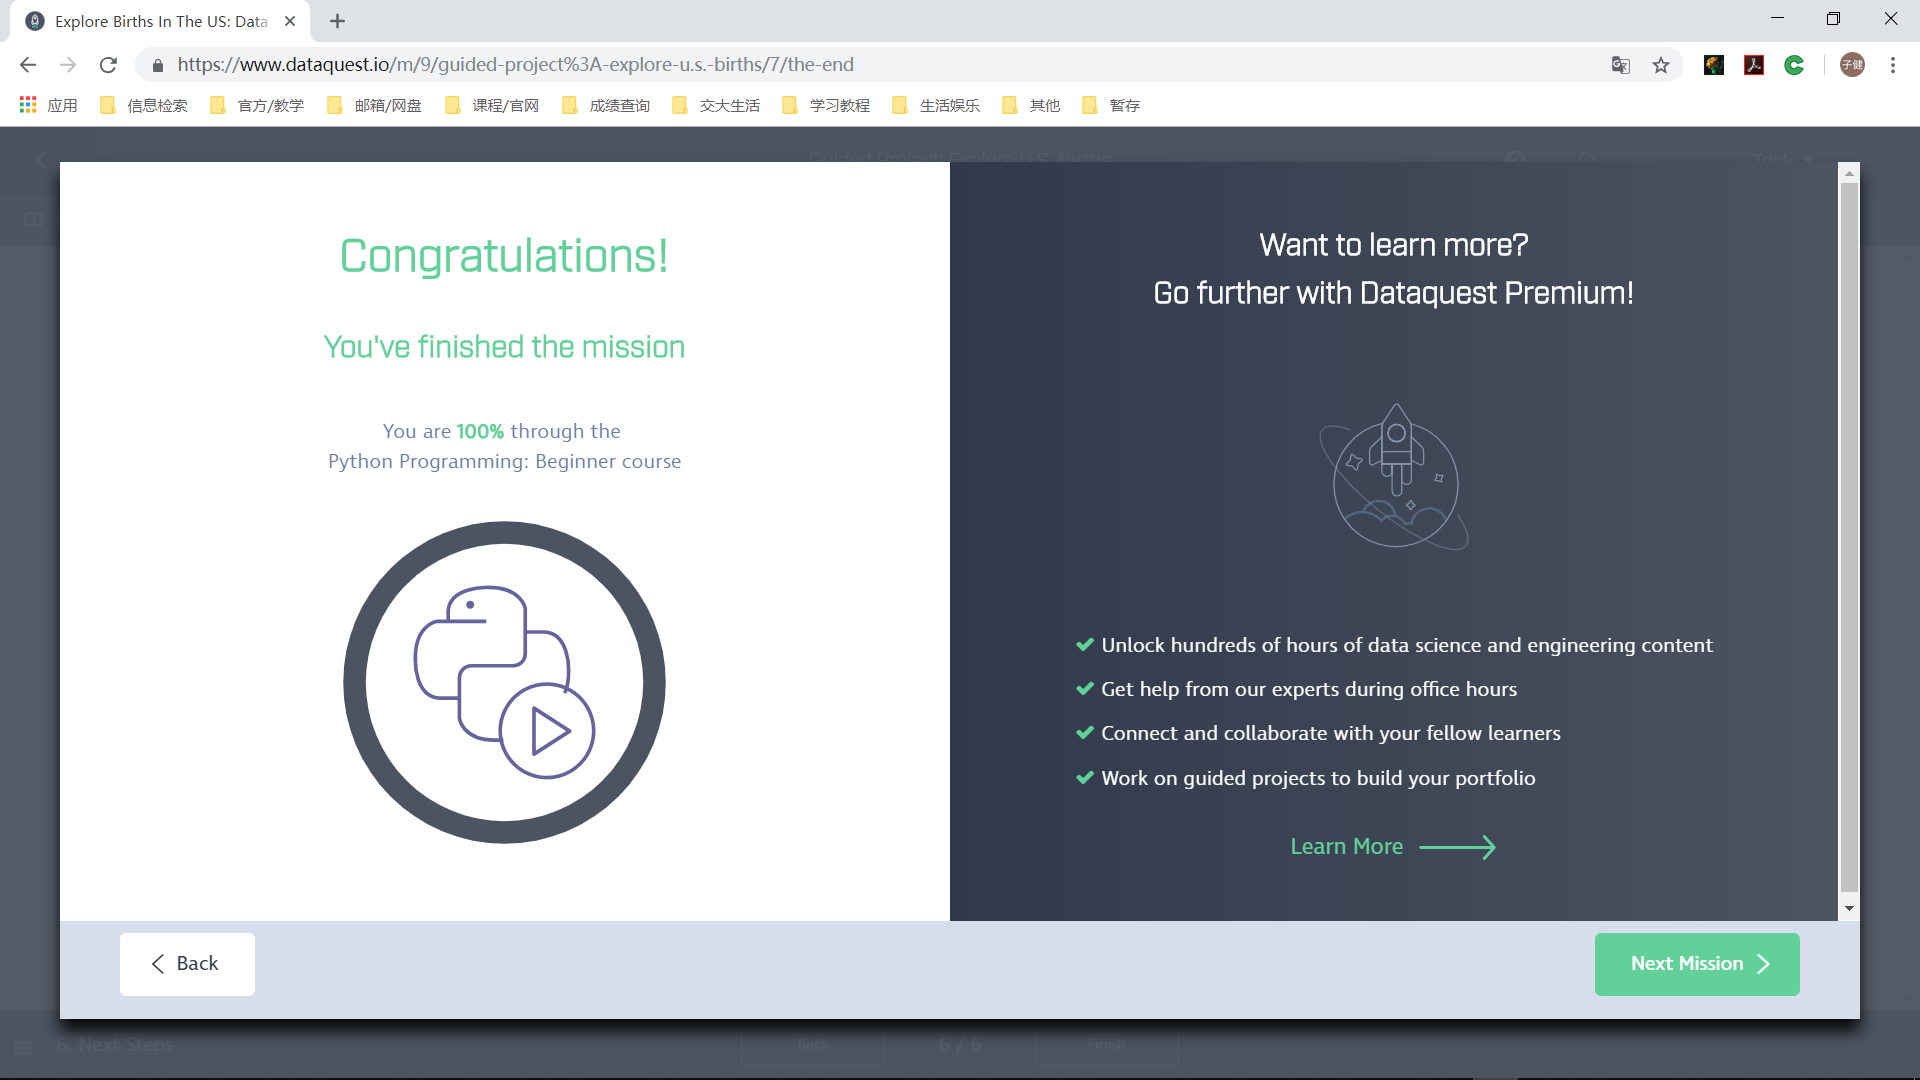 Explore Births In The US: Data
https://www.dataquest.io/m/9/guided-project%3A-explore-u.s.-births/7/the-end
子健
应用
信息检索
官方/教学
邮箱/网盘
课程/官网
成绩查询
交大生活
学习教程
生活娱乐
其他
暂存
Guided Project: Explore U.S. Births
Congratulations!
You've finished the mission
You are 100% through the
Python Programming: Beginner course
Want to learn more?
Go further with Dataquest Premium!
Unlock hundreds of hours of data science and engineering content
Get help from our experts during office hours
Connect and collaborate with your fellow learners
Work on guided projects to build your portfolio
Learn More
Back
Next Mission
6. Next Steps
Back
6 / 6
Finish